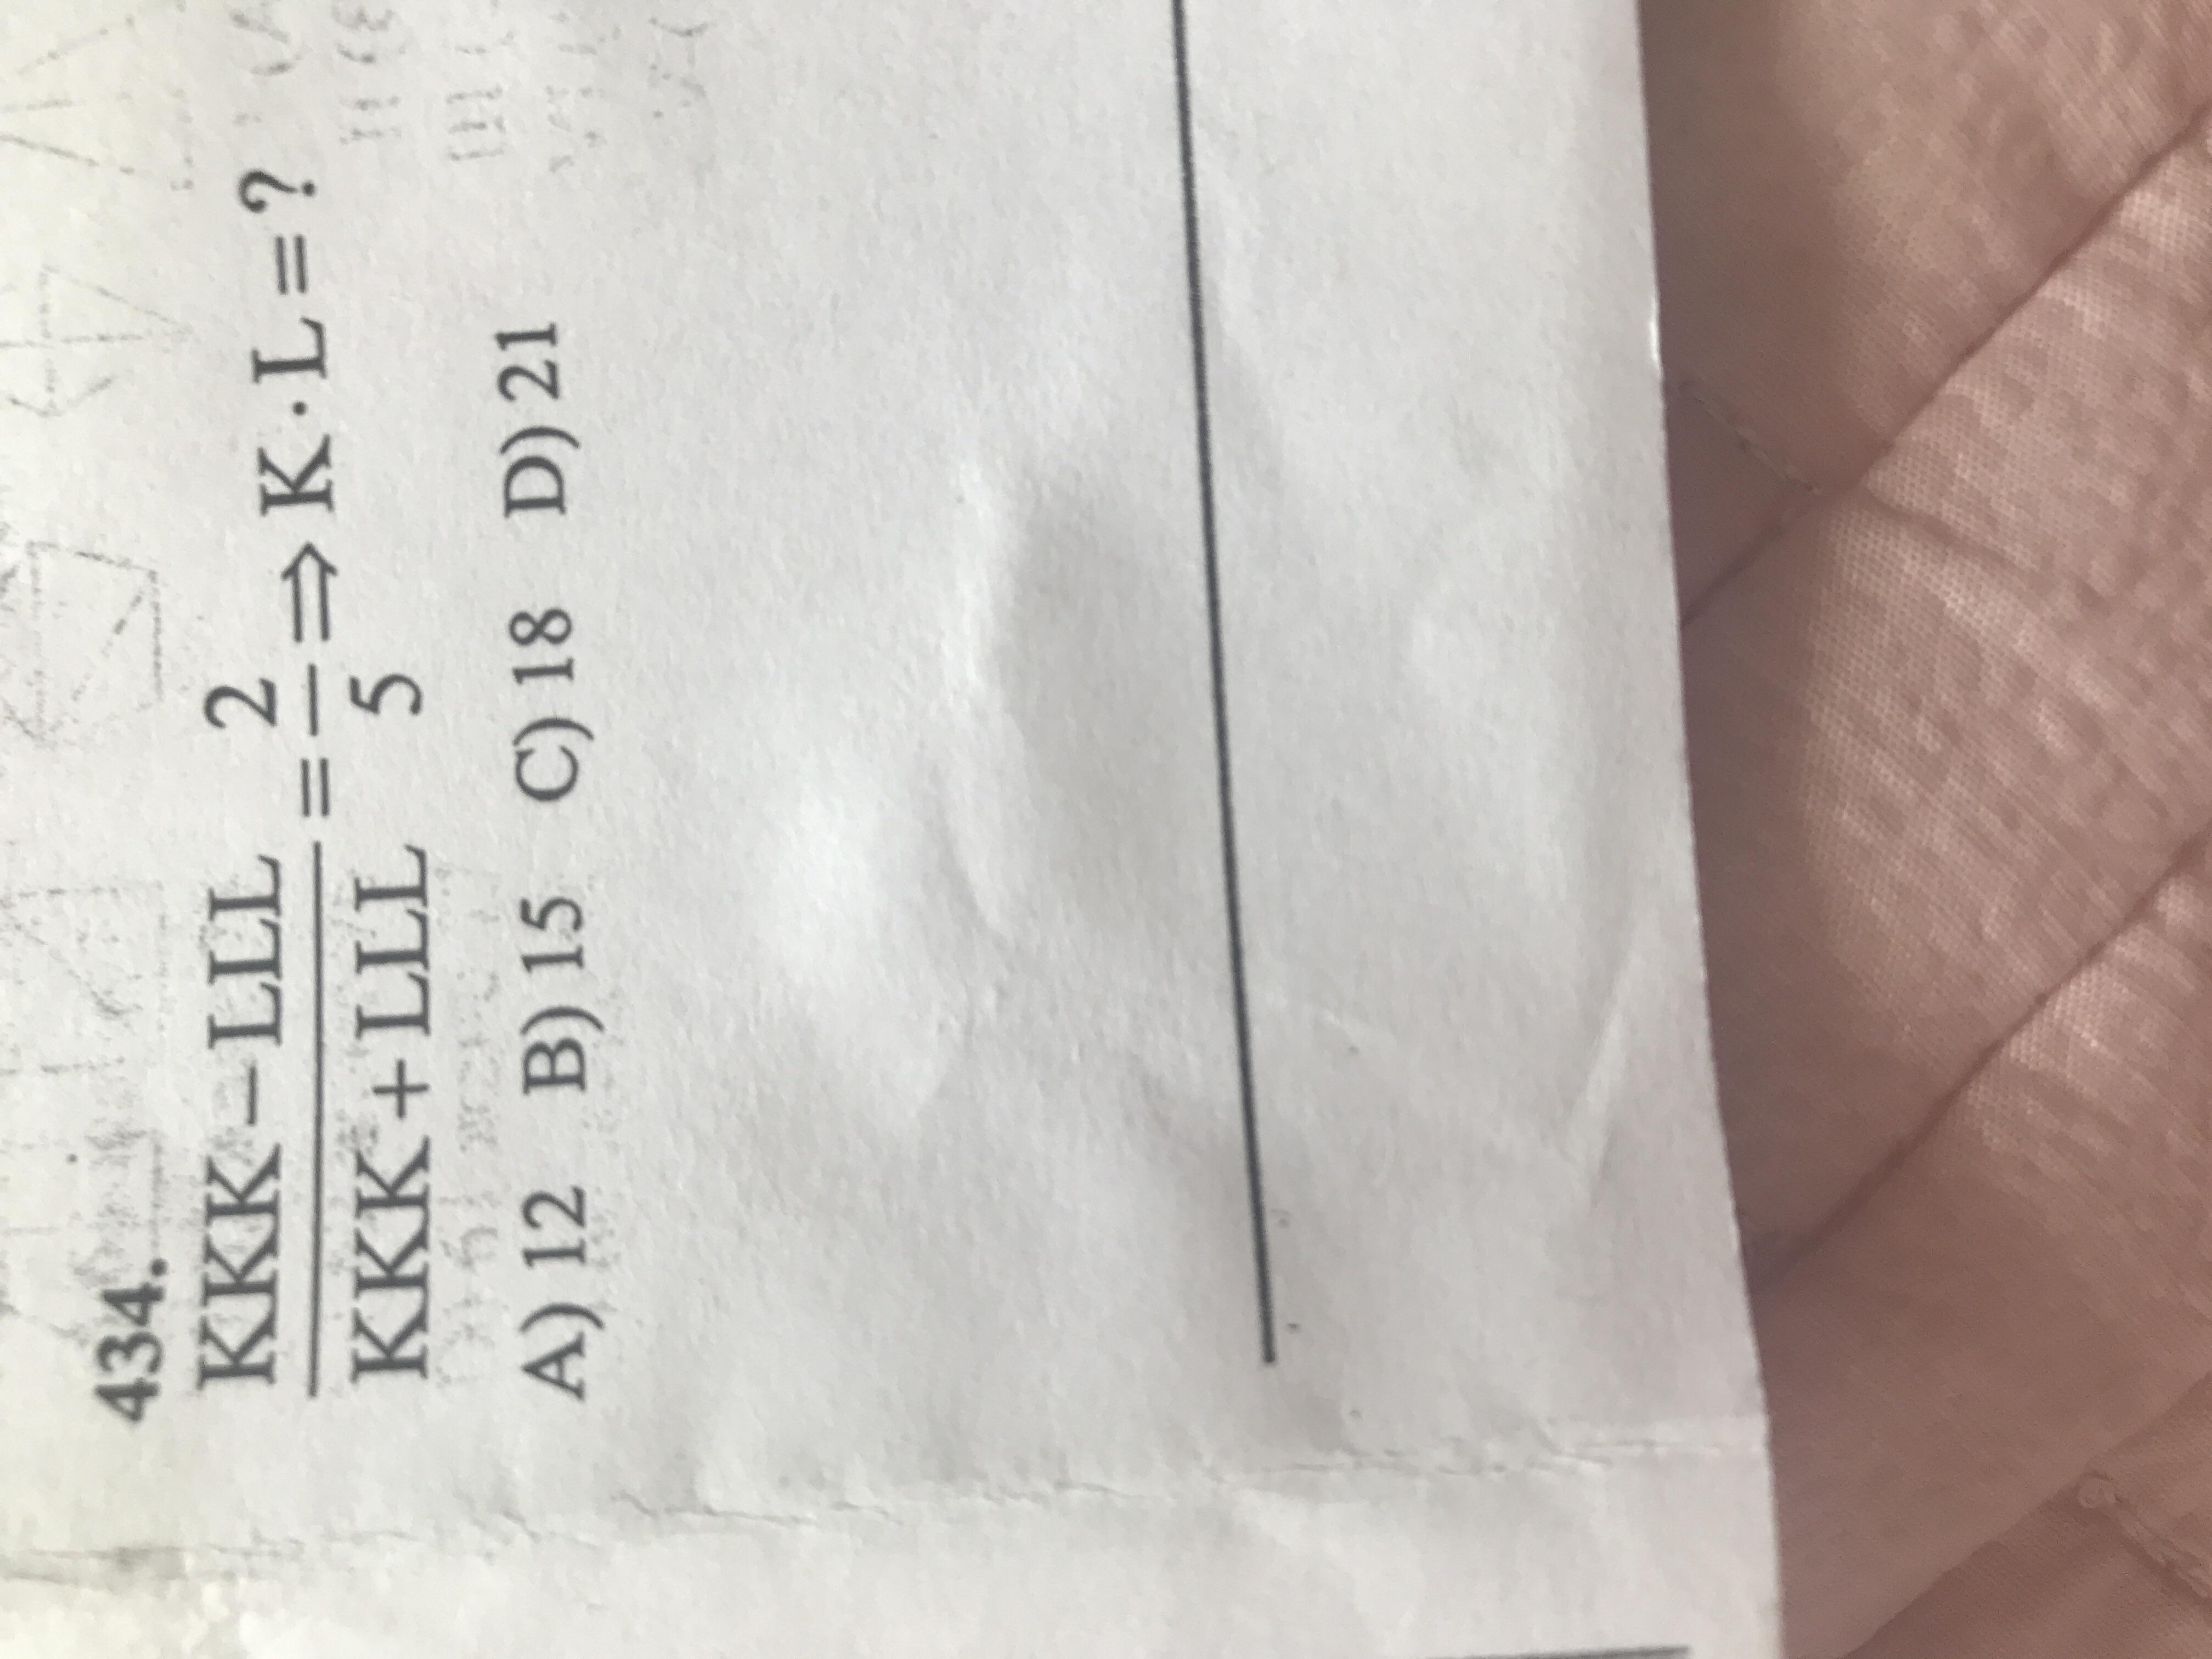 434.
KKK-LLL/KKK+LLL = 2/5 ⇒ K·L=?
A) 12 B) 15 C) 18 D) 21